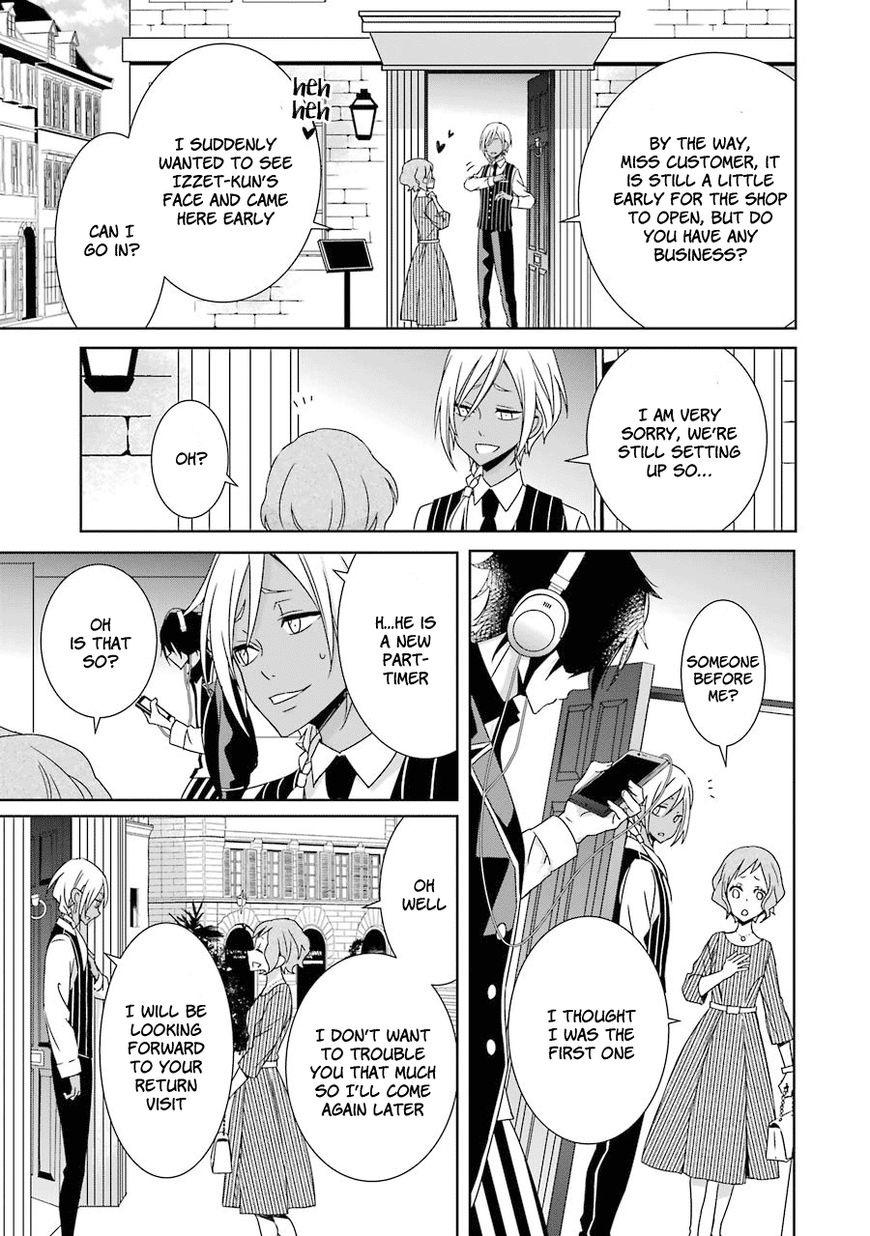 BY THE WAY,
MISS CUSTOMER, IT
IS STILL A LITTLE
EARLY FOR THE SHOP
TO OPEN, BUT DO
YOU HAVE ANY
BUSINESS?
heh
heh
I SUDDENLY
WANTED TO SEE
IZZET-KUN'S
FACE AND CAME
HERE EARLY
CAN I
GO IN?
I AM VERY
SORRY, WE'RE
STILL SETTING
UP SO...
OH?
SOMEONE
BEFORE
ME?
I THOUGHT
I WAS THE
FIRST ONE
H...HE IS
A NEW
PART-
TIMER
OH
IS THAT
SO?
OH
WELL
I DON'T WANT
TO TROUBLE
YOU THAT MUCH
SO I'LL COME
AGAIN LATER
I WILL BE
LOOKING
FORWARD
TO YOUR
RETURN
VISIT